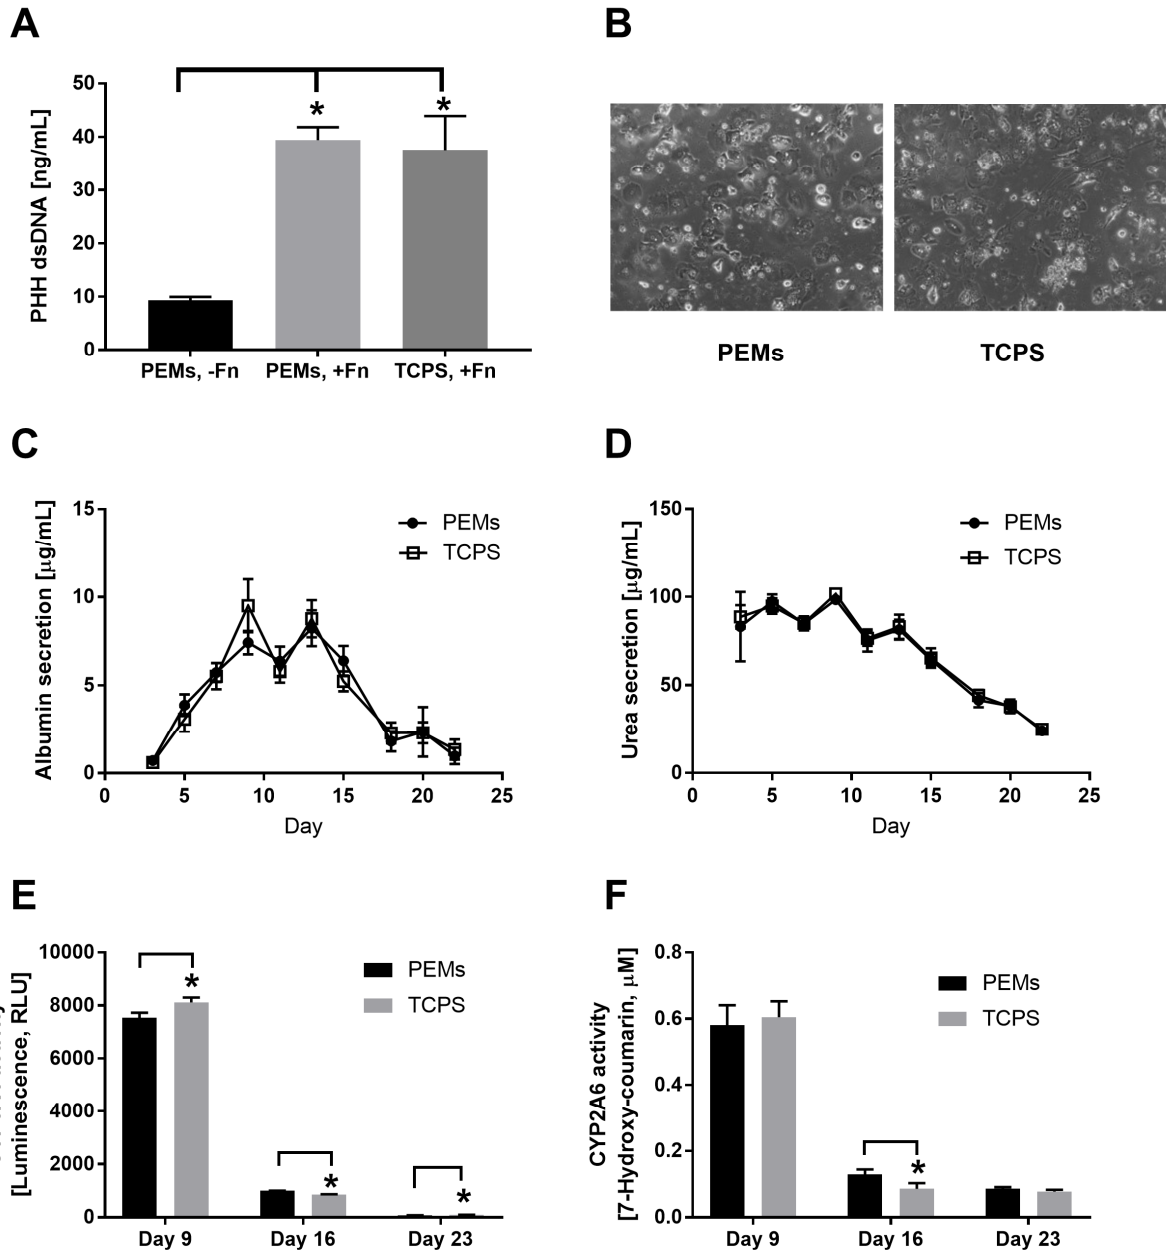 A
PHH dsDNA [ng/mL]
50
40
30
20
10
0
*
*
PEMs, -Fn
PEMs, +Fn
TCPS, +Fn
B
PEMs
TCPS
C
Albumin secretion [μg/mL]
15
10
5
0
PEMs
TCPS
0
5
10
15
20
25
Day
D
Urea secretion [μg/mL]
150
100
50
0
PEMs
TCPS
0
5
10
15
20
25
Day
E
[Luminescence, RLU]
10000
8000
6000
4000
2000
0
*
*
*
PEMs
TCPS
Day 9
Day 16
Day 23
F
CYP2A6 activity
[7-Hydroxy-coumarin, μM]
0.8
0.6
0.4
0.2
0.0
*
PEMs
TCPS
Day 9
Day 16
Day 23